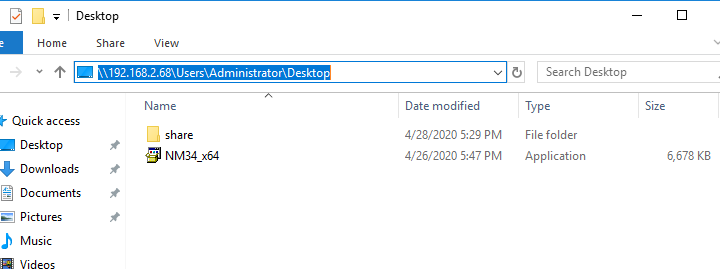 Desktop
e Home Share View
\\192.168.2.68\Users\Administrator\Desktop Search Desktop
Name Date modified Type Size
Quick access
share 4/28/2020 5:29 PM File folder
Desktop
NM34_x64 4/26/2020 5:47 PM Application 6,678 KB
Downloads
Documents
Pictures
Music
Videos